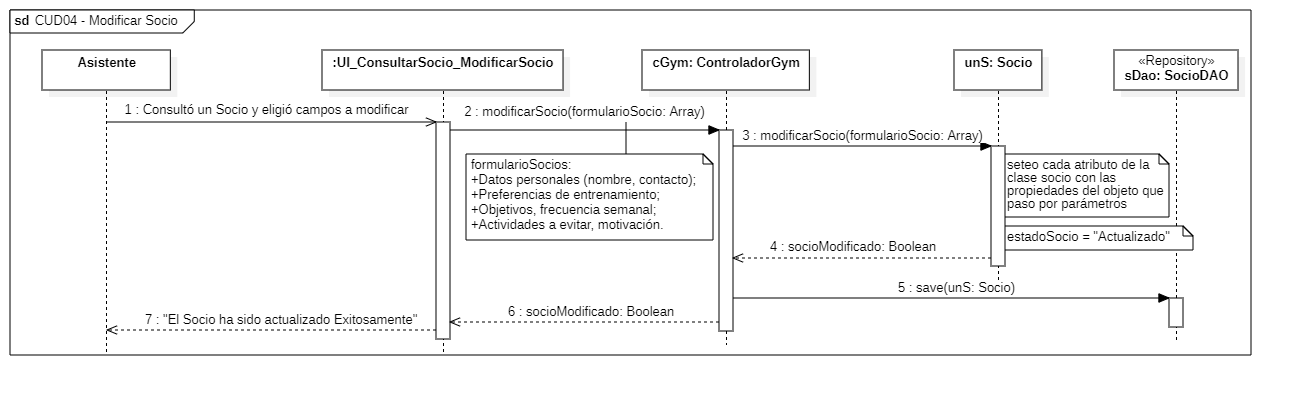 sd CUD04 - Modificar Socio
Asistente
:UI_ConsultarSocio_ModificarSocio
cGym: ControladorGym
unS: Socio
«Repository»
sDao: SocioDAO
1 : Consultó un Socio y eligió campos a modificar
2 : modificarSocio(formularioSocio: Array)
3 : modificarSocio(formularioSocio: Array)
formularioSocios:
+Datos personales (nombre, contacto);
+Preferencias de entrenamiento;
+Objetivos, frecuencia semanal;
+Actividades a evitar, motivación.
seteo cada atributo de la
clase socio con las
propiedades del objeto que
paso por parámetros
estadoSocio = "Actualizado"
4 : socioModificado: Boolean
5 : save(unS: Socio)
6 : socioModificado: Boolean
7 : "El Socio ha sido actualizado Exitosamente"